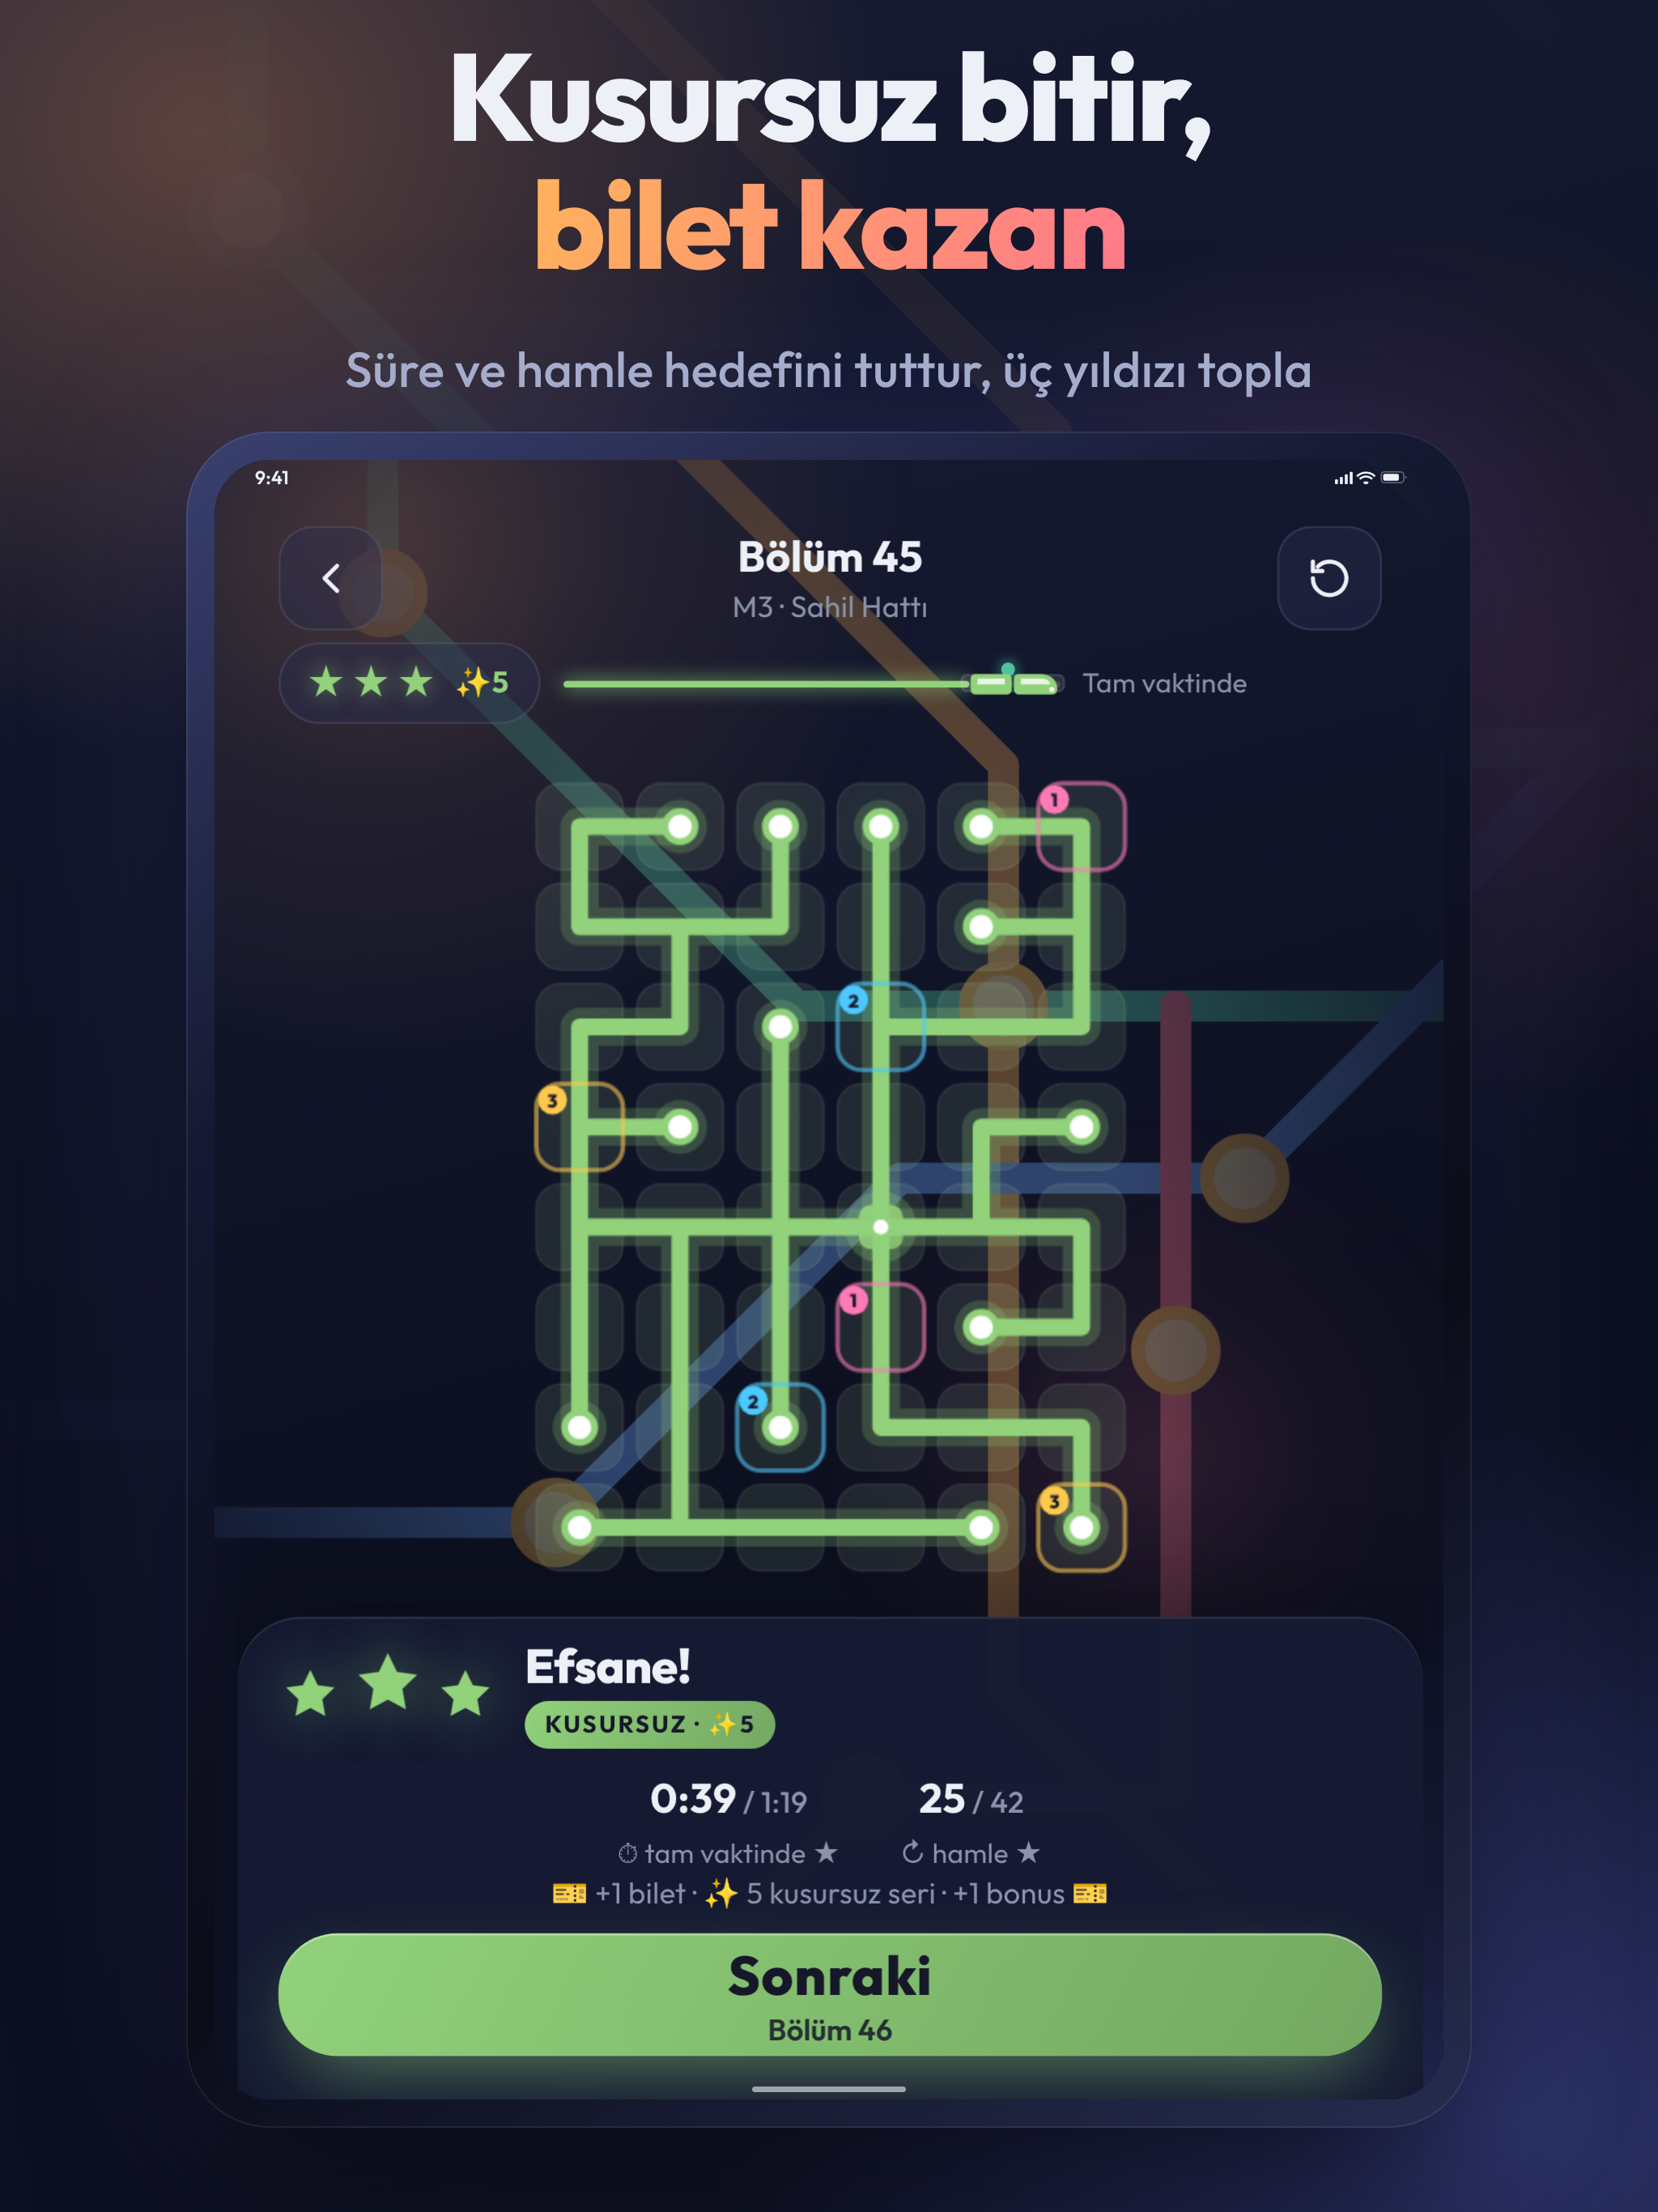 Kusursuz bitir,
bilet kazan
Süre ve hamle hedefini tuttur, üç yıldızı topla
9:41
Bölüm 45
M3 · Sahil Hattı
★ ★ ★ ✨5
Tam vaktinde
1
2
3
1
2
3
Efsane!
KUSURSUZ · ✨5
0:39 / 1:19
25 / 42
⏱ tam vaktinde ★
↻ hamle ★
🎫 +1 bilet · ✨ 5 kusursuz seri · +1 bonus 🎫
Sonraki
Bölüm 46